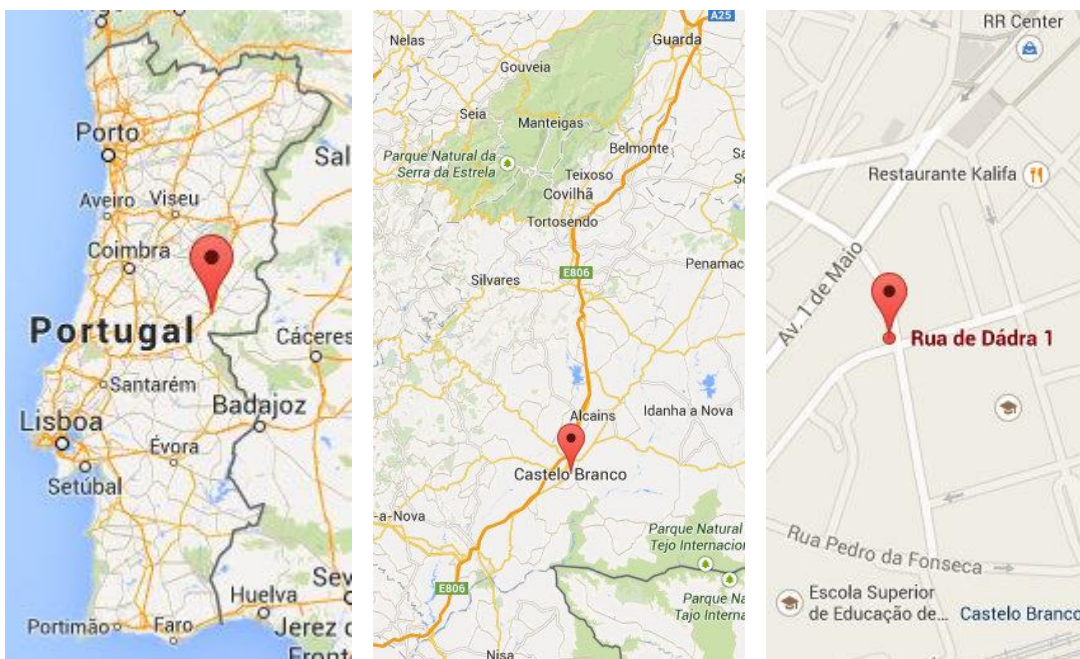 Porto
Sal
Aveiro
Viseu
Coimbra
Portugal
Cáceres
Santarém
Badajoz
Lisboa
Évora
Setúbal
Sev
Huelva
Portimão
Faro
Jerez d
Front
A25
Nelas
Guarda
Gouveia
Seia
Manteigas
Belmonte
Parque Natural da
Serra da Estrela
Teixoso
Covilhã
Tortosendo
E806
Penamac
Silvares
Alcains
Idanha a Nova
Castelo Branco
-a-Nova
Parque Natural
Tejo Internacion
E806
Parque Na
Tajo Interna
Nisa
RR Center
Restaurante Kalifa
Av. 1 de Maio
Rua de Dádra 1
Rua Pedro da Fonseca
Escola Superior
de Educação de...
Castelo Branco